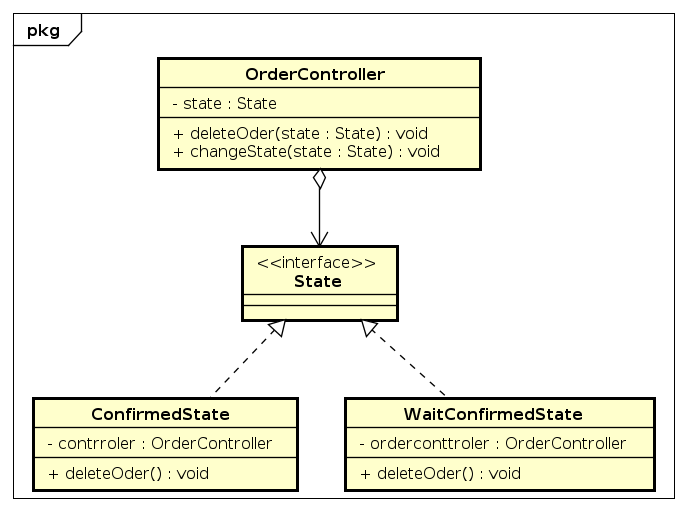 pkg
OrderController
- state : State
+ deleteOder(state : State) : void
+ changeState(state : State) : void
<<interface>>
State
ConfirmedState
- contrroler : OrderController
+ deleteOder() : void
WaitConfirmedState
- orderconttroler : OrderController
+ deleteOder() : void